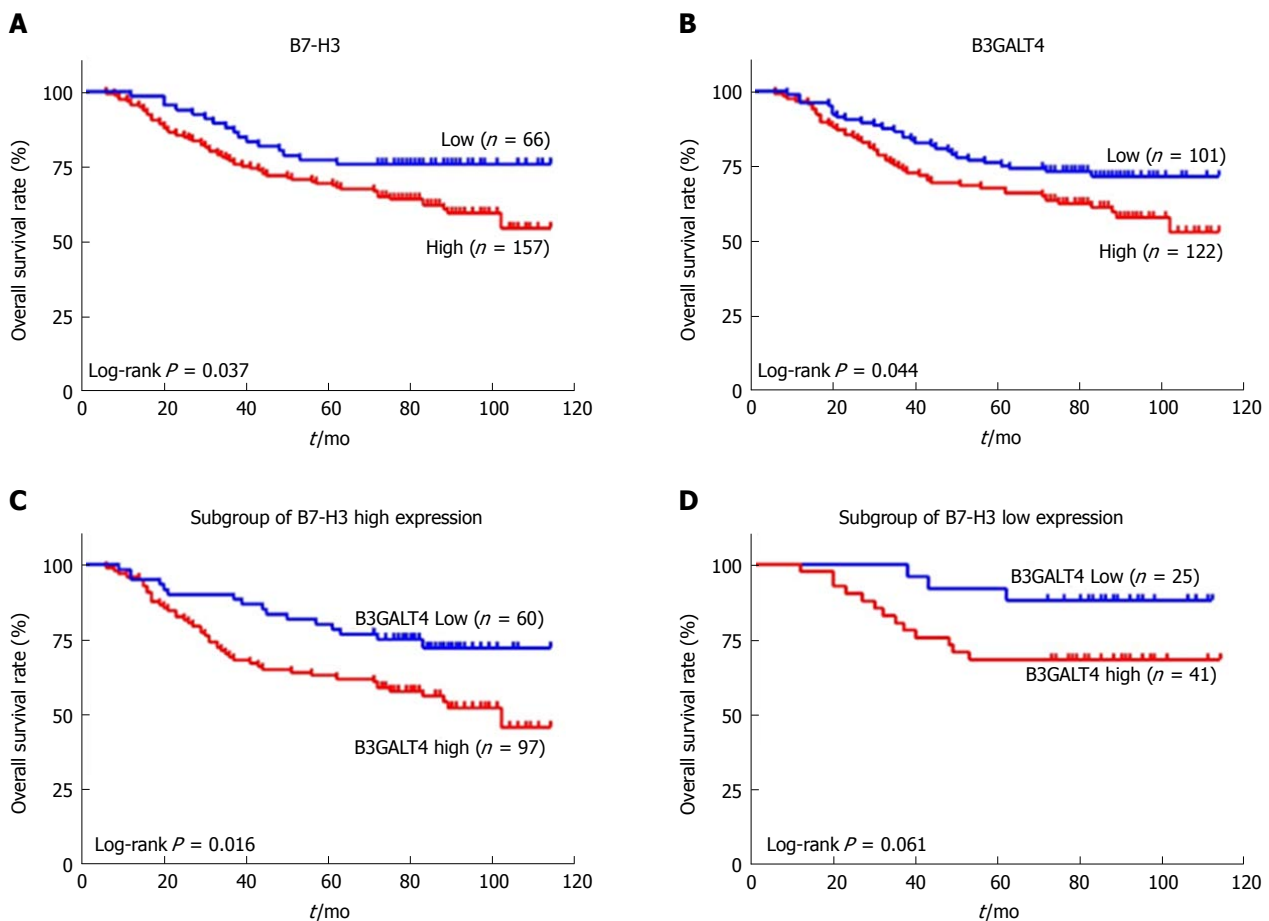 A
B7-H3
Overall survival rate (%)
100
75
50
25
0
Low (n = 66)
High (n = 157)
Log-rank P = 0.037
0 20 40 60 80 100 120
t/mo
B
B3GALT4
Overall survival rate (%)
100
75
50
25
0
Low (n = 101)
High (n = 122)
Log-rank P = 0.044
0 20 40 60 80 100 120
t/mo
C
Subgroup of B7-H3 high expression
Overall survival rate (%)
100
75
50
25
0
B3GALT4 Low (n = 60)
B3GALT4 high (n = 97)
Log-rank P = 0.016
0 20 40 60 80 100 120
t/mo
D
Subgroup of B7-H3 low expression
Overall survival rate (%)
100
75
50
25
0
B3GALT4 Low (n = 25)
B3GALT4 high (n = 41)
Log-rank P = 0.061
0 20 40 60 80 100 120
t/mo